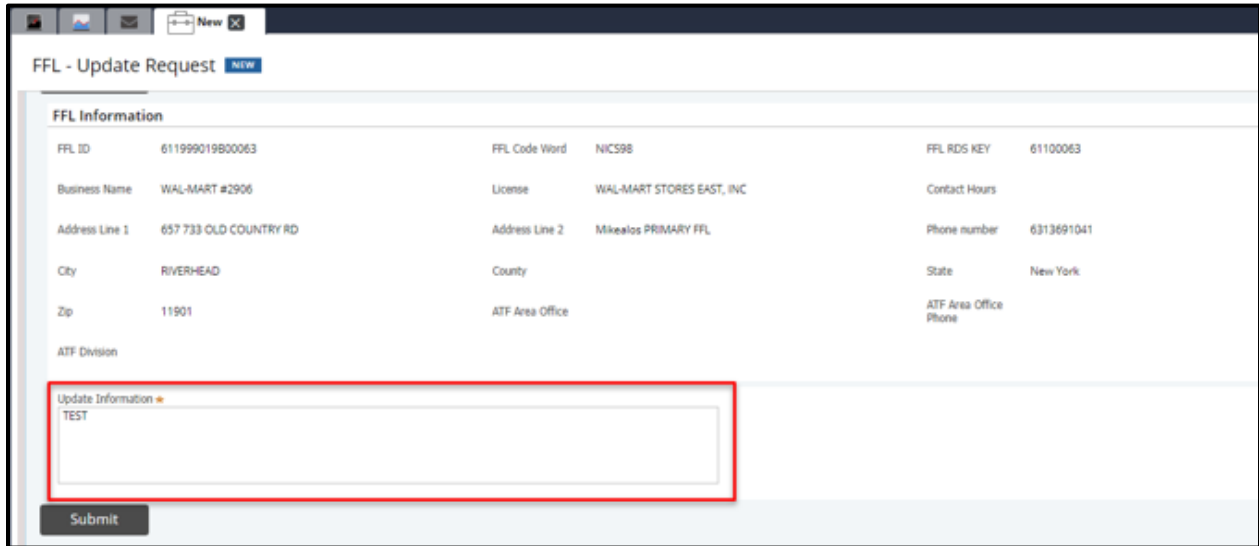 New
FFL - Update Request NEW
FFL Information
FFL ID 611999019B00063 FFL Code Word NICS98 FFL RDS KEY 61100063
Business Name WAL-MART #2906 License WAL-MART STORES EAST, INC Contact Hours
Address Line 1 657 733 OLD COUNTRY RD Address Line 2 Mikealos PRIMARY FFL Phone number 6313691041
City RIVERHEAD County State New York
Zip 11901 ATF Area Office ATF Area Office
Phone
ATF Division
Update Information
TEST
Submit